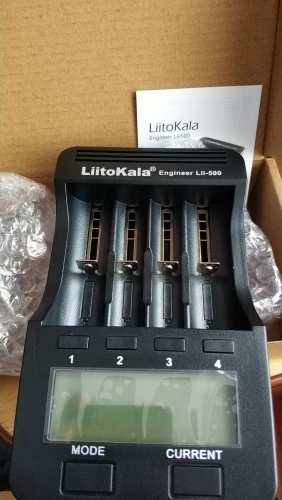 LiitoKala
Engineer Lii-500
LiitoKala® Engineer Lii-500
1 2 3 4
MODE CURRENT